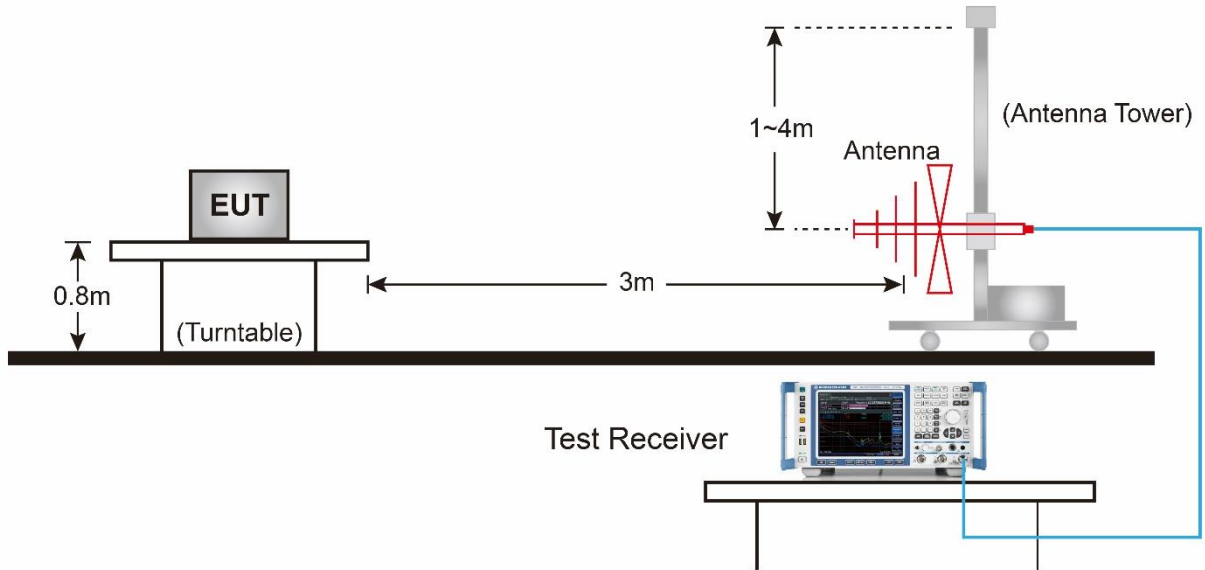 1~4m
(Antenna Tower)
Antenna
EUT
3m
0.8m
(Turntable)
Test Receiver